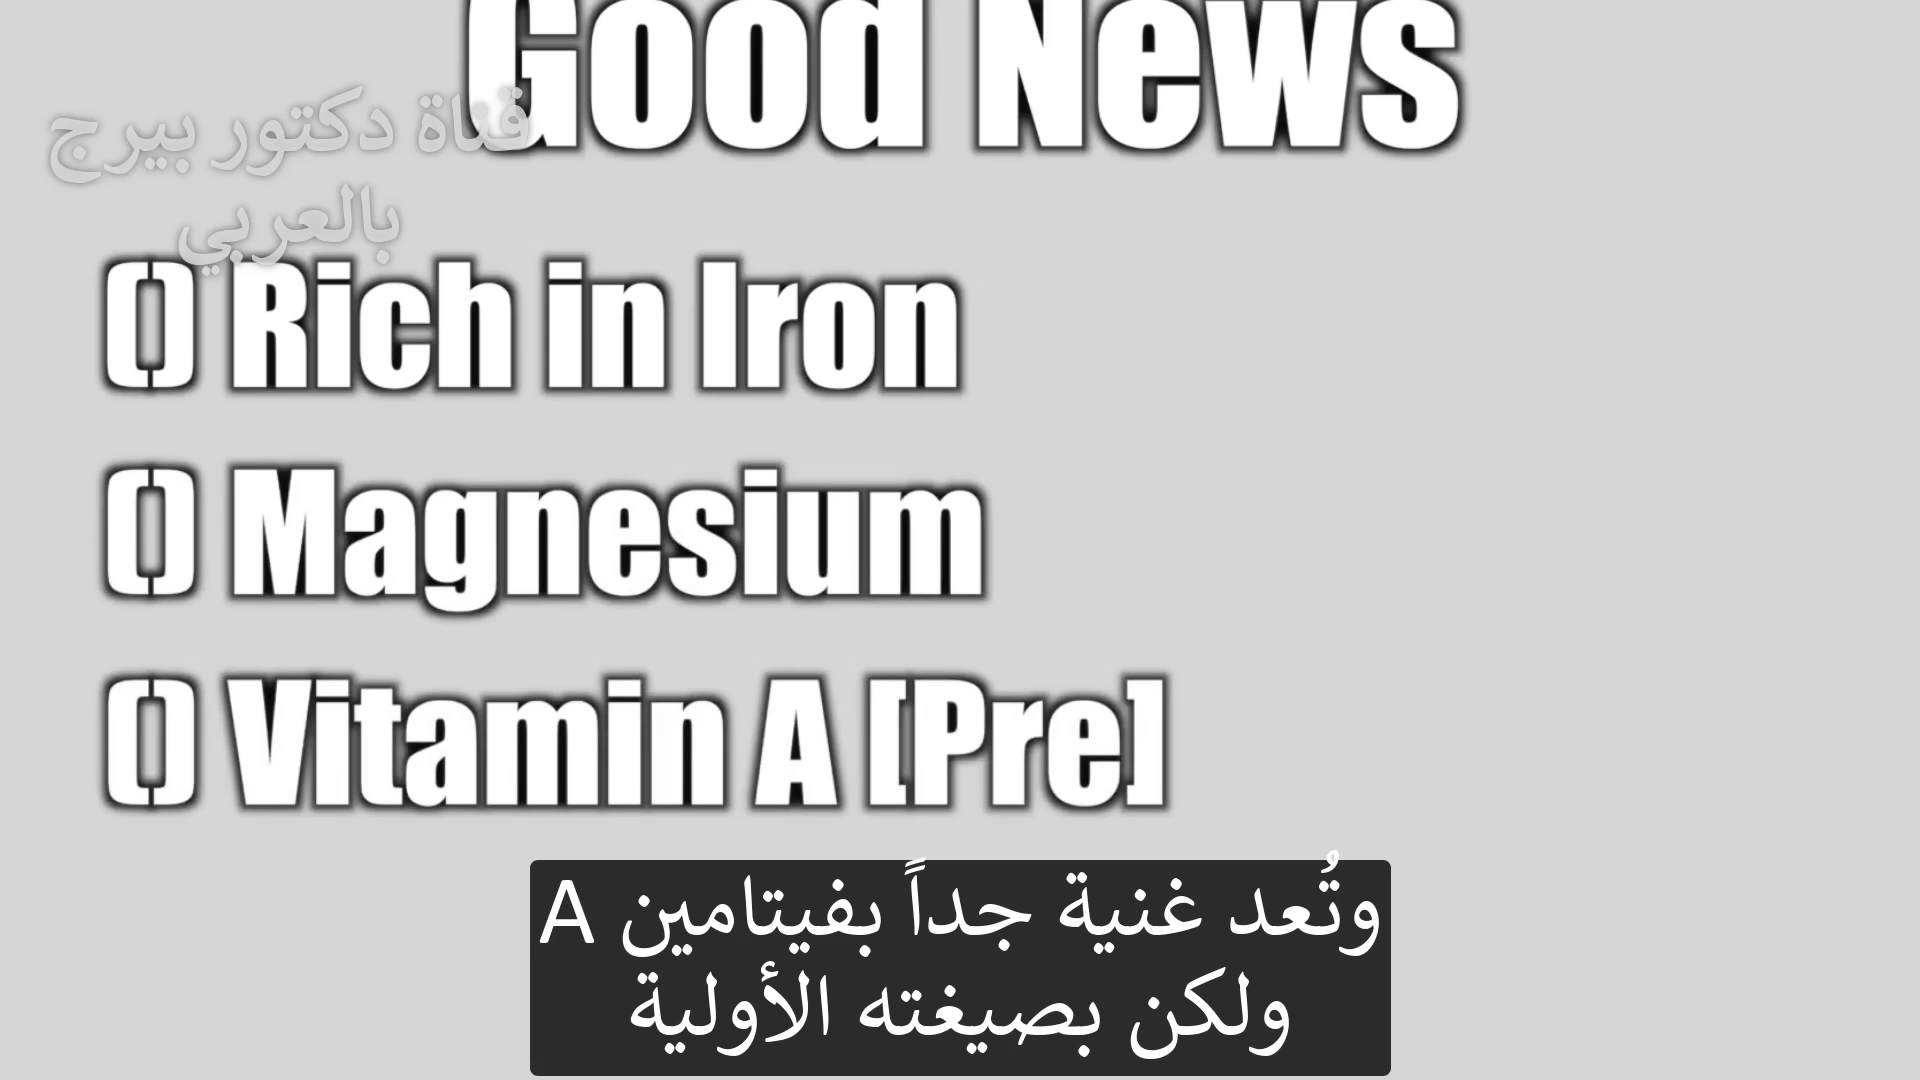 Good News
قناة دكتور بيرج
بالعربي
() Rich in Iron
() Magnesium
() Vitamin A [Pre]
وتُعد غنية جداً بفيتامين A
ولكن بصيغته الأولية